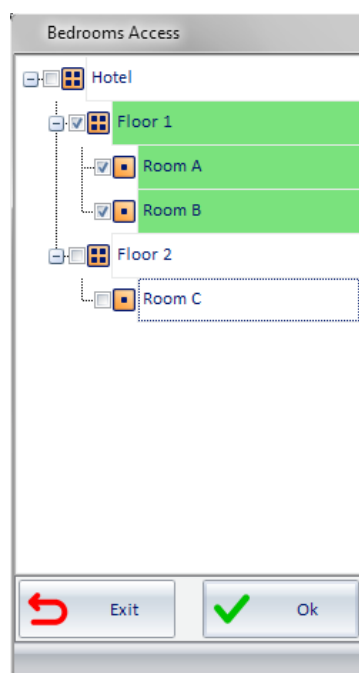 Bedrooms Access
Hotel
Floor 1
Room A
Room B
Floor 2
Room C
Exit
Ok